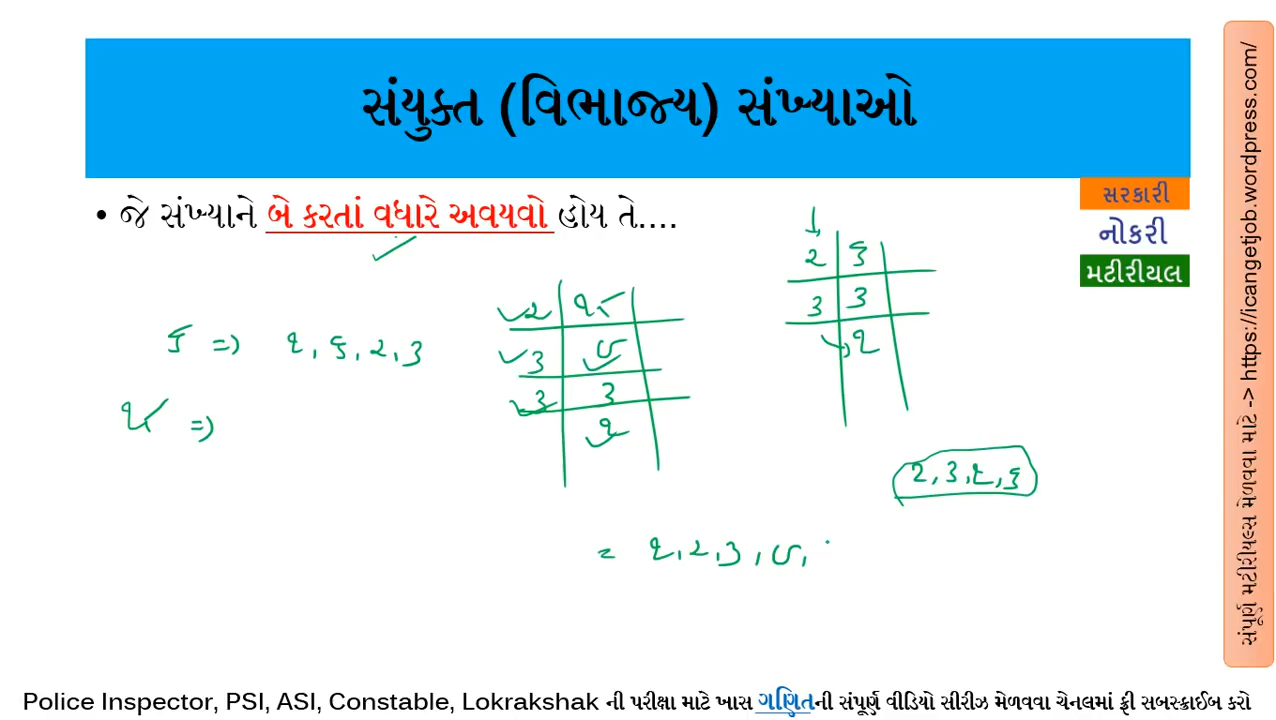 સંયુક્ત (વિભાજ્ય) સંખ્યાઓ
• જે સંખ્યાને બે કરતાં વધારે અવયવો હોય તે....
સરકારી
નોકરી
મટીરીયલ
૬ => ૧, ૬, ૨, ૩
૨ ૧૮
૩ ૯
૩ ૩
૧
1,
૨ ૬
૩ ૩
૧
૧૮ =>
૨, ૩, ૧, ૬
= ૧, ૨, ૩, ૯,
સંપૂર્ણ મટીરીયલ મેળવવા માટે -> https://icangetjob.wordpress.com/
Police Inspector, PSI, ASI, Constable, Lokrakshak ની પરીક્ષા માટે ખાસ ગણિતની સંપૂર્ણ વીડિયો સીરીઝ મેળવવા ચેનલમાં ફ્રી સબસ્ક્રાઈબ કરો